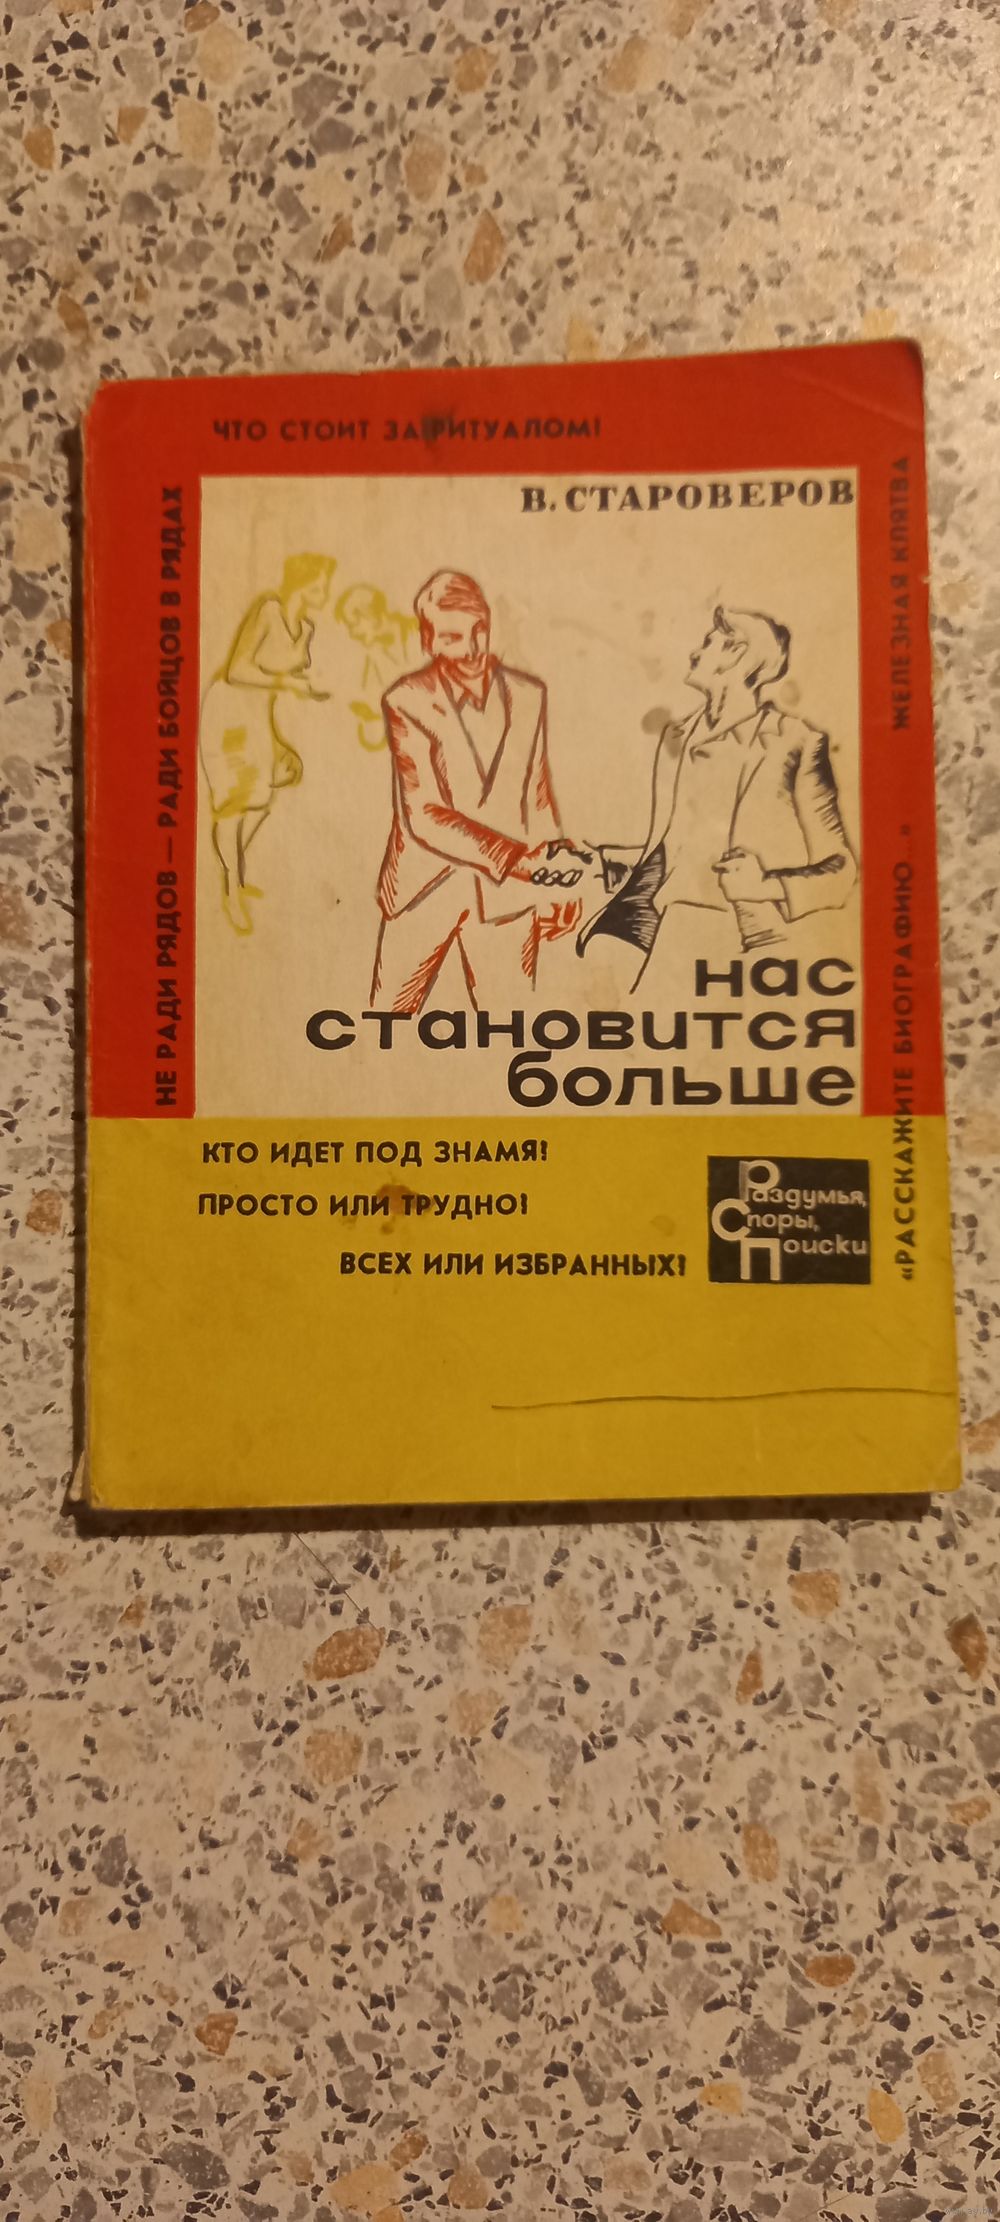 ЧТО СТОИТ ЗА РИТУАЛОМ?
НЕ РАДИ РЯДОВ — РАДИ БОЙЦОВ В РЯДАХ
В. СТАРОВЕРОВ
ЖЕЛЕЗНАЯ КЛЯТВА
«РАССКАЖИТЕ БИОГРАФИЮ...»
нас
становится
больше
КТО ИДЕТ ПОД ЗНАМЯ?
ПРОСТО ИЛИ ТРУДНО?
ВСЕХ ИЛИ ИЗБРАННЫХ?
Раздумья,
Споры,
Поиски